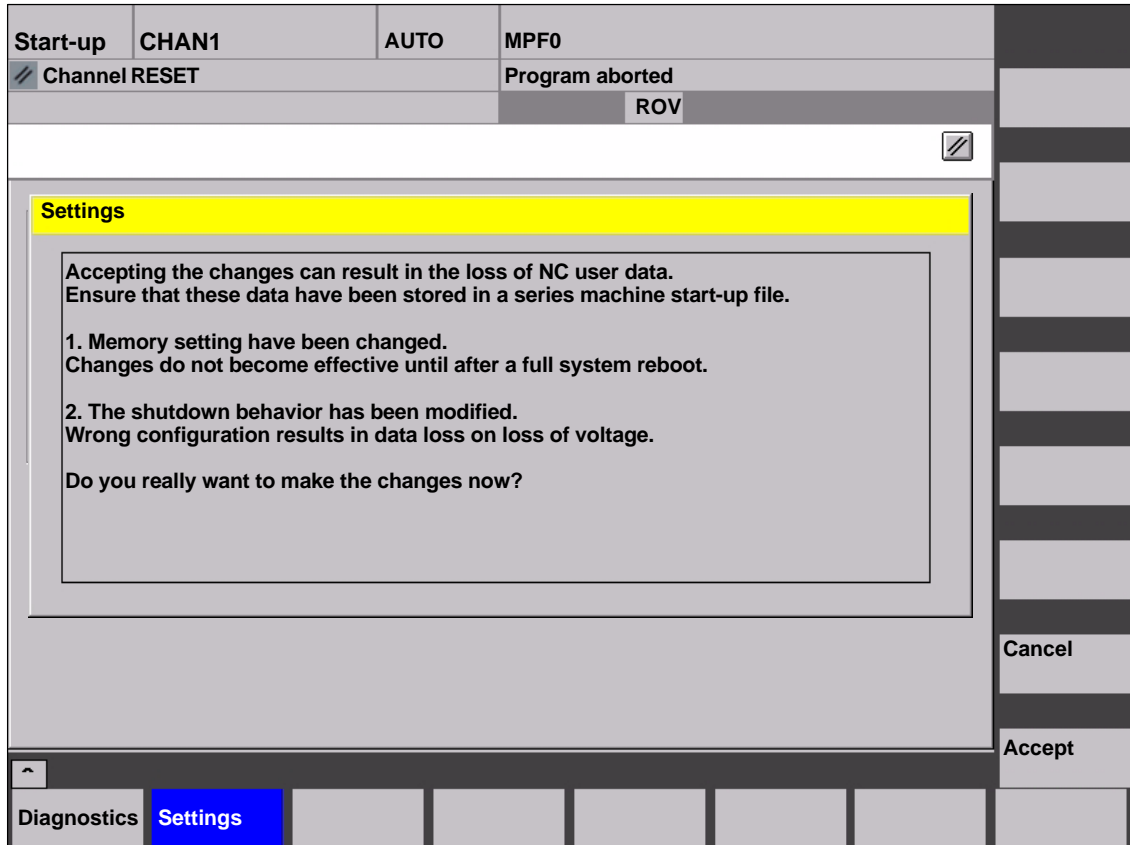 Start-up CHAN1 AUTO MPF0
Channel RESET Program aborted
ROV
Settings
Accepting the changes can result in the loss of NC user data.
Ensure that these data have been stored in a series machine start-up file.
1. Memory setting have been changed.
Changes do not become effective until after a full system reboot.
2. The shutdown behavior has been modified.
Wrong configuration results in data loss on loss of voltage.
Do you really want to make the changes now?
Cancel
Accept
Diagnostics Settings